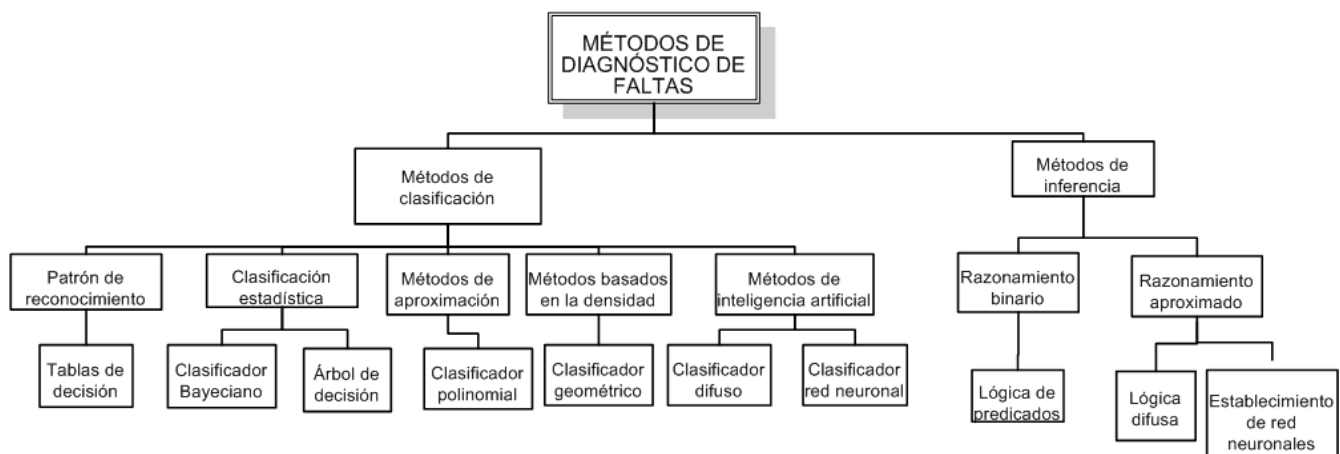 MÉTODOS DE
DIAGNÓSTICO DE
FALTAS
Métodos de
clasificación
Métodos de
inferencia
Patrón de
reconocimiento
Clasificación
estadística
Métodos de
aproximación
Métodos basados
en la densidad
Métodos de
inteligencia artificial
Razonamiento
binario
Razonamiento
aproximado
Tablas de
decisión
Clasificador
Bayeciano
Árbol de
decisión
Clasificador
polinomial
Clasificador
geométrico
Clasificador
difuso
Clasificador
red neuronal
Lógica de
predicados
Lógica
difusa
Establecimiento
de red
neuronales